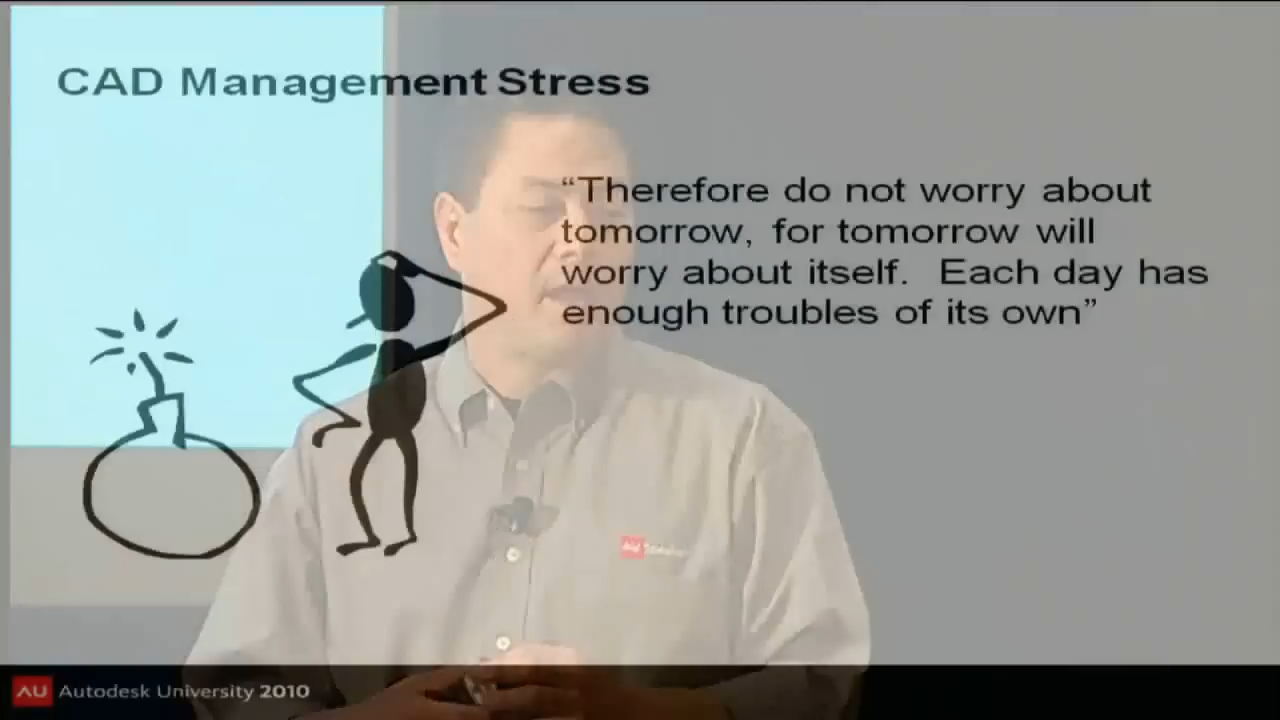 CAD Management Stress
“Therefore do not worry about
tomorrow, for tomorrow will
worry about itself.  Each day has
enough troubles of its own”
AU
AU Autodesk University 2010